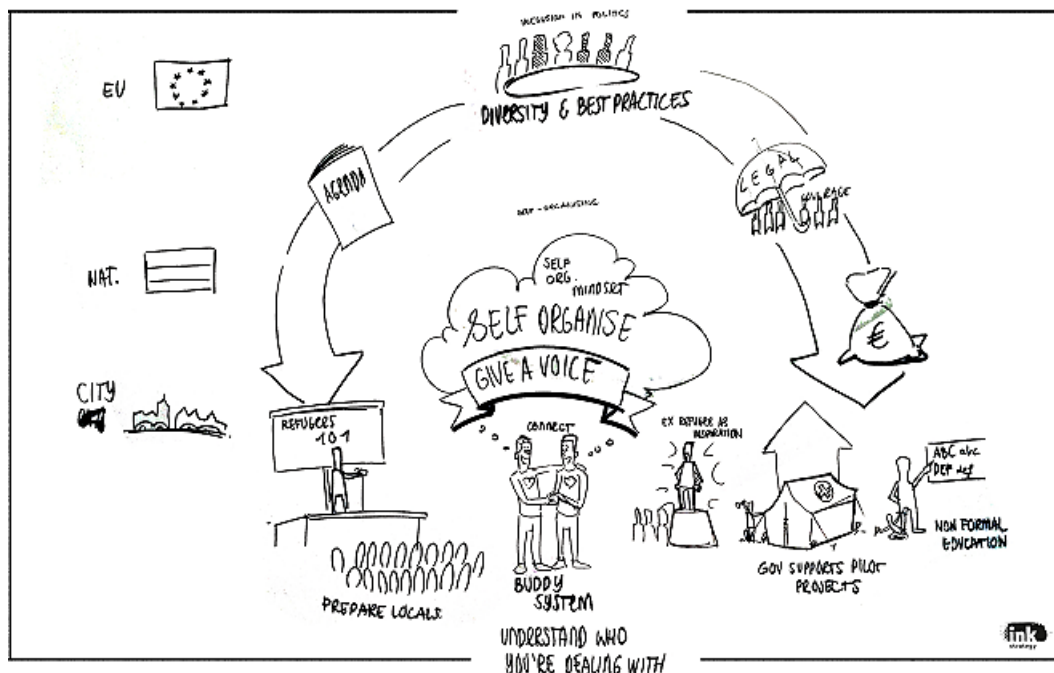 INCLUSION IN POLITICS
DIVERSITY & BEST PRACTICES
EU
AGENDA
LEGAL
COVERAGE
SELF-ORGANISING
NAT.
SELF
ORG.
MINDSET
SELF ORGANISE
GIVE A VOICE
€
CITY
REFUGEES
101
CONNECT
EX REFUGEE AS
INSPIRATION
ABC abc
DEF def
NON FORMAL
EDUCATION
GOV SUPPORTS PILOT
PROJECTS
PREPARE LOCALS
BUDDY
SYSTEM
UNDERSTAND WHO
YOU'RE DEALING WITH
ink
strategy